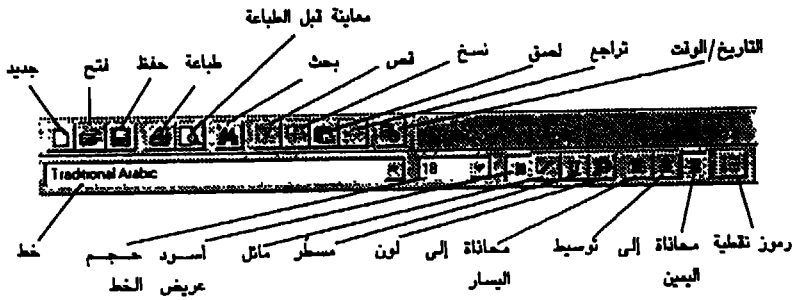 معاينة قبل الطباعة
جديد فتح حفظ طباعة بحث قص نسخ لصق تراجع التاريخ/الوقت
Traditional Arabic 18
خط حجم اسود مائل مسطر لون محاذاة إلى توسيط محاذاة إلى رموز نقطية
الخط عريض اليسار اليمين